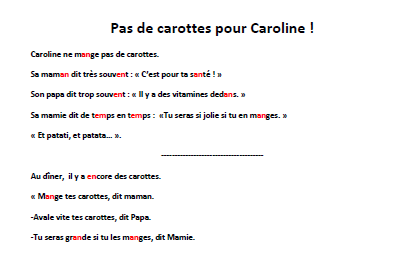 Pas de carottes pour Caroline !
Caroline ne mange pas de carottes.
Sa maman dit très souvent : « C'est pour ta santé ! »
Son papa dit trop souvent : « Il y a des vitamines dedans. »
Sa mamie dit de temps en temps : «Tu seras si jolie si tu en manges. »
« Et patati, et patata... ».
--------------------------------------
Au dîner, il y a encore des carottes.
« Mange tes carottes, dit maman.
-Avale vite tes carottes, dit Papa.
-Tu seras grande si tu les manges, dit Mamie.